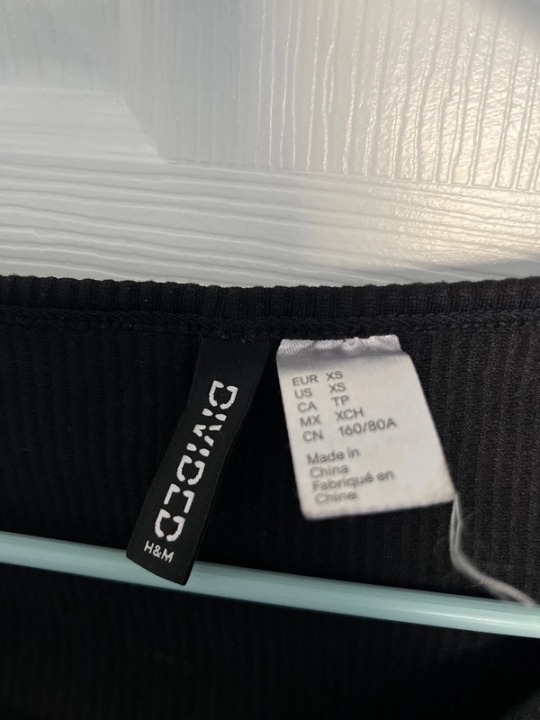 DIVIDED
H&M
EUR XS
US XS
CA TP
MX XCH
CN 160/80A
Made in
China
Fabriqué en
Chine